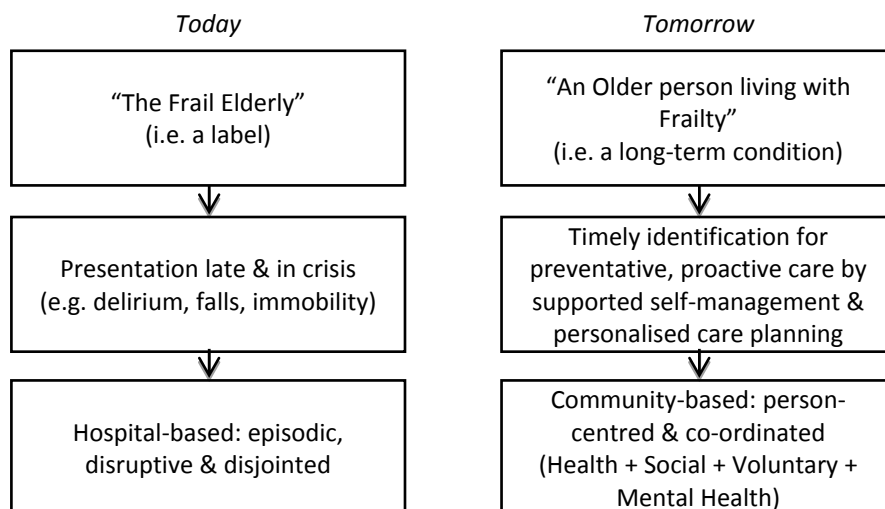 Today
“The Frail Elderly”
(i.e. a label)
Presentation late & in crisis
(e.g. delirium, falls, immobility)
Hospital-based: episodic,
disruptive & disjointed
Tomorrow
“An Older person living with
Frailty”
(i.e. a long-term condition)
Timely identification for
preventative, proactive care by
supported self-management &
personalised care planning
Community-based: person-
centred & co-ordinated
(Health + Social + Voluntary +
Mental Health)